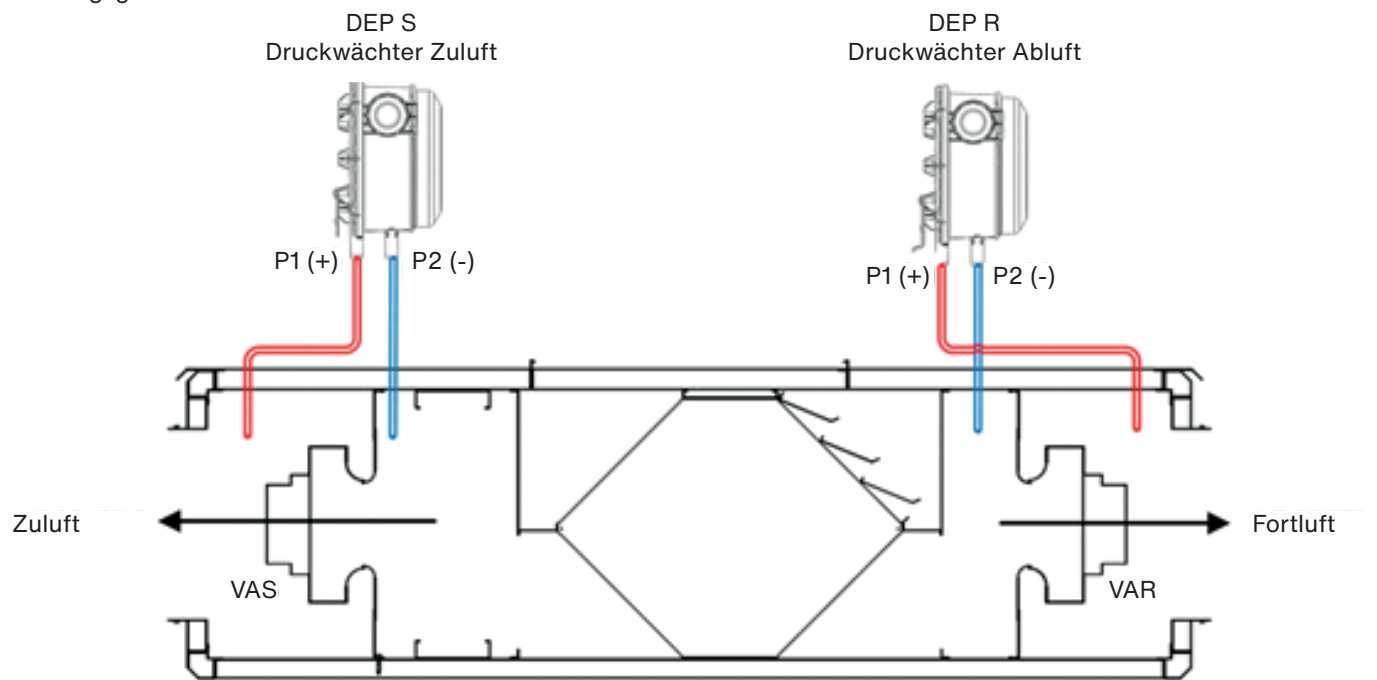 DEP S
Druckwächter Zuluft
DEP R
Druckwächter Abluft
P1 (+)
P2 (-)
P1 (+)
P2 (-)
Zuluft
VAS
VAR
Fortluft